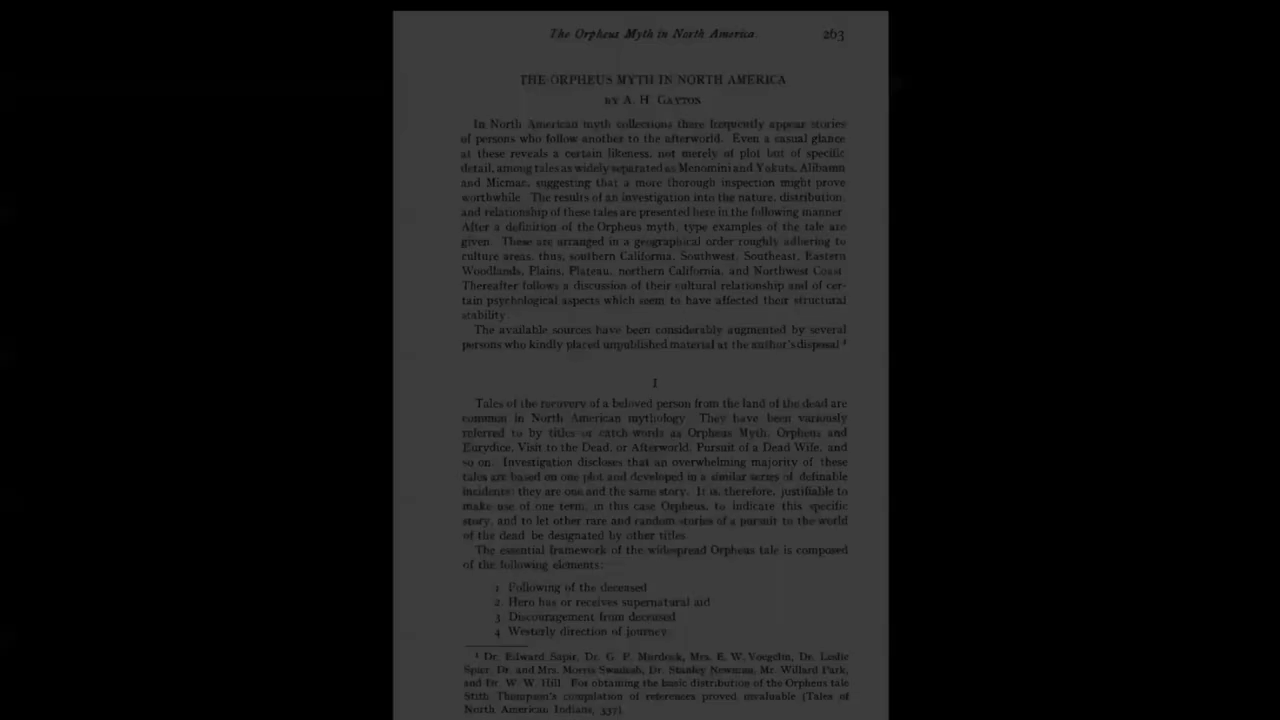 The Orpheus Myth in North America. 263
THE ORPHEUS MYTH IN NORTH AMERICA
BY A. H. GAYTON
In North American myth collections there frequently appear stories
of persons who follow another to the afterworld. Even a casual glance
at these reveals a certain likeness, not merely of plot but of specific
detail, among tales as widely separated as Menomini and Yokuts, Alibamu
and Micmac, suggesting that a more thorough inspection might prove
worthwhile. The results of an investigation into the nature, distribution,
and relationship of these tales are presented here in the following manner.
After a definition of the Orpheus myth, type examples of the tale are
given. These are arranged in a geographical order roughly adhering to
culture areas, thus, southern California, Southwest, Southeast, Eastern
Woodlands, Plains, Plateau, northern California, and Northwest Coast.
Thereafter follows a discussion of their cultural relationship and of cer-
tain psychological aspects which seem to have affected their structural
stability.
The available sources have been considerably augmented by several
persons who kindly placed unpublished material at the author's disposal.¹
I
Tales of the recovery of a beloved person from the land of the dead are
common in North American mythology. They have been variously
referred to by titles or catch words as Orpheus Myth, Orpheus and
Eurydice, Visit to the Dead, or Afterworld, Pursuit of a Dead Wife, and
so on. Investigation discloses that an overwhelming majority of these
tales are based on one plot and developed in a similar series of definable
incidents: they are one and the same story. It is, therefore, justifiable to
make use of one term, in this case Orpheus, to indicate this specific
story, and to let other rare and random stories of a pursuit to the world
of the dead be designated by other titles.
The essential framework of the widespread Orpheus tale is composed
of the following elements:
1 Following of the deceased
2 Hero has or receives supernatural aid
3 Discouragement from deceased
4 Westerly direction of journey
¹ Dr. Edward Sapir, Dr. G. P. Murdock, Mrs. E. W. Voegelin, Dr. Leslie
Spier, Dr. and Mrs. Morris Swadesh, Dr. Stanley Newman, Mr. Willard Park,
and Dr. W. W. Hill. For obtaining the basic distribution of the Orpheus tale
Stith Thompson's compilation of references proved invaluable (Tales of
North American Indians, 337).